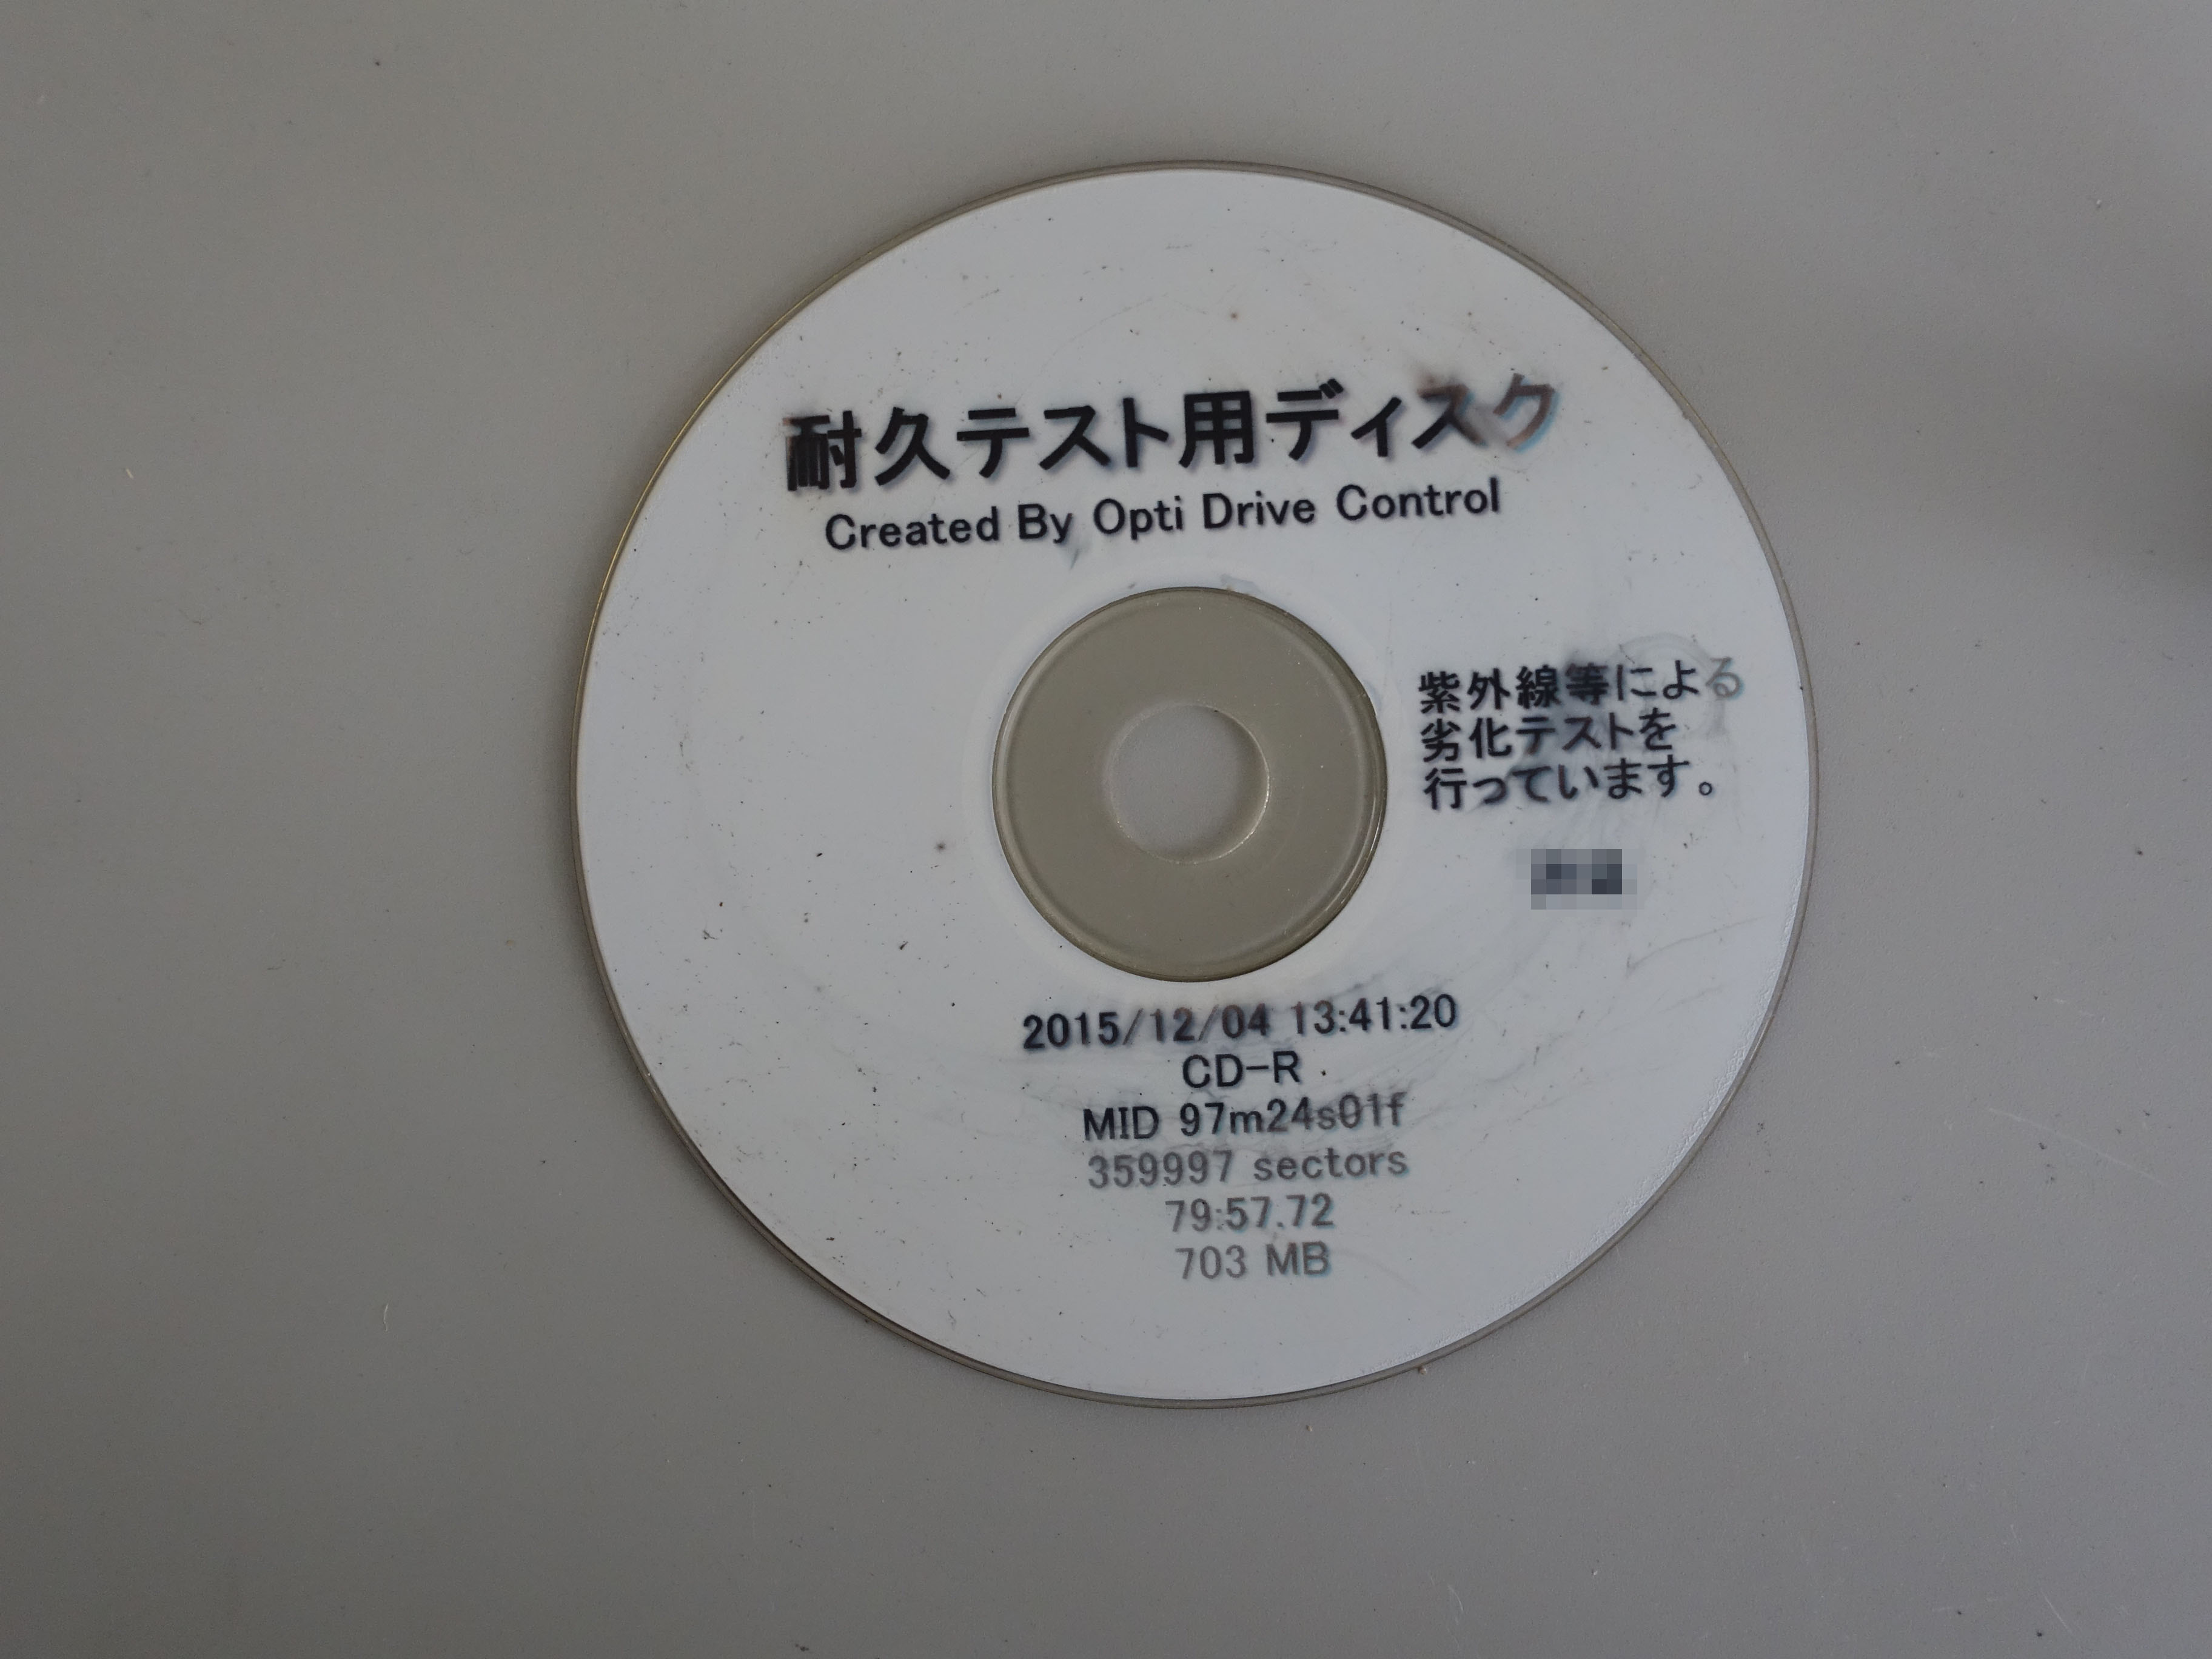 耐久テスト用ディスク
Created By Opti Drive Control
紫外線等による
劣化テストを
行っています。
2015/12/04 13:41:20
CD-R
MID 97m24s01f
359997 sectors
79:57.72
703 MB